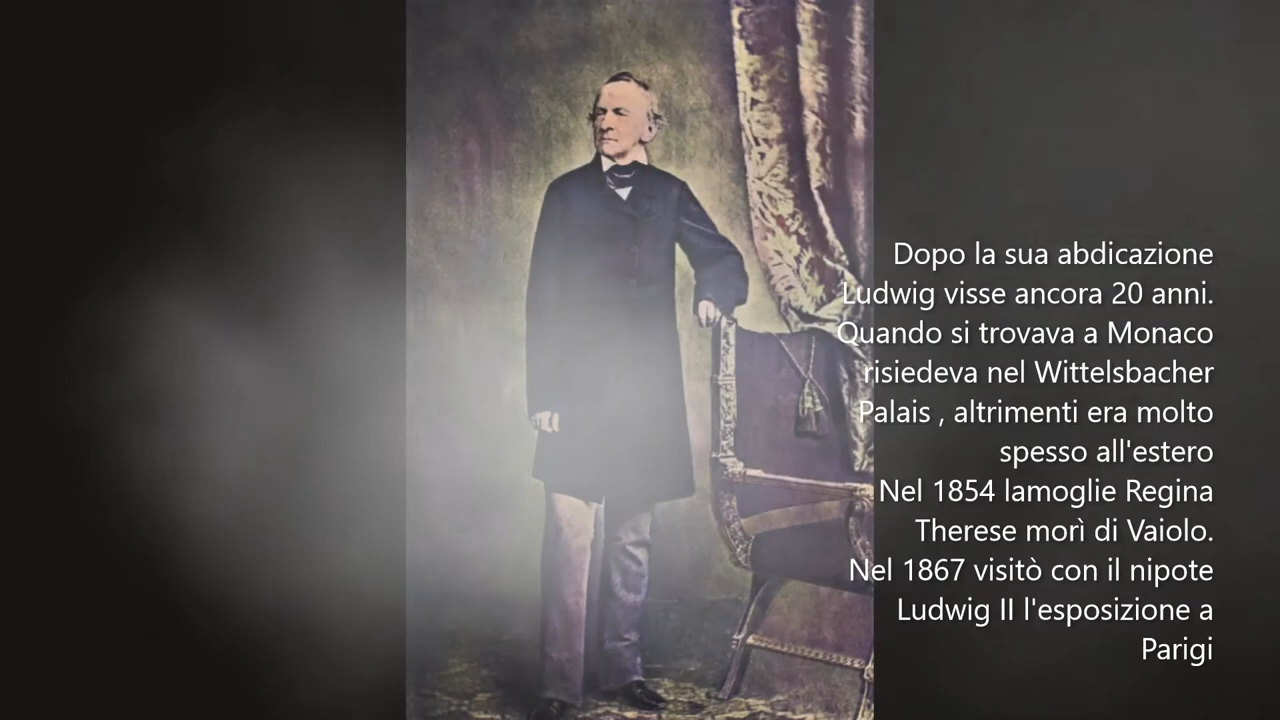 Dopo la sua abdicazione
Ludwig visse ancora 20 anni.
Quando si trovava a Monaco
risiedeva nel Wittelsbacher
Palais , altrimenti era molto
spesso all'estero
Nel 1854 lamoglie Regina
Therese morì di Vaiolo.
Nel 1867 visitò con il nipote
Ludwig II l'esposizione a
Parigi